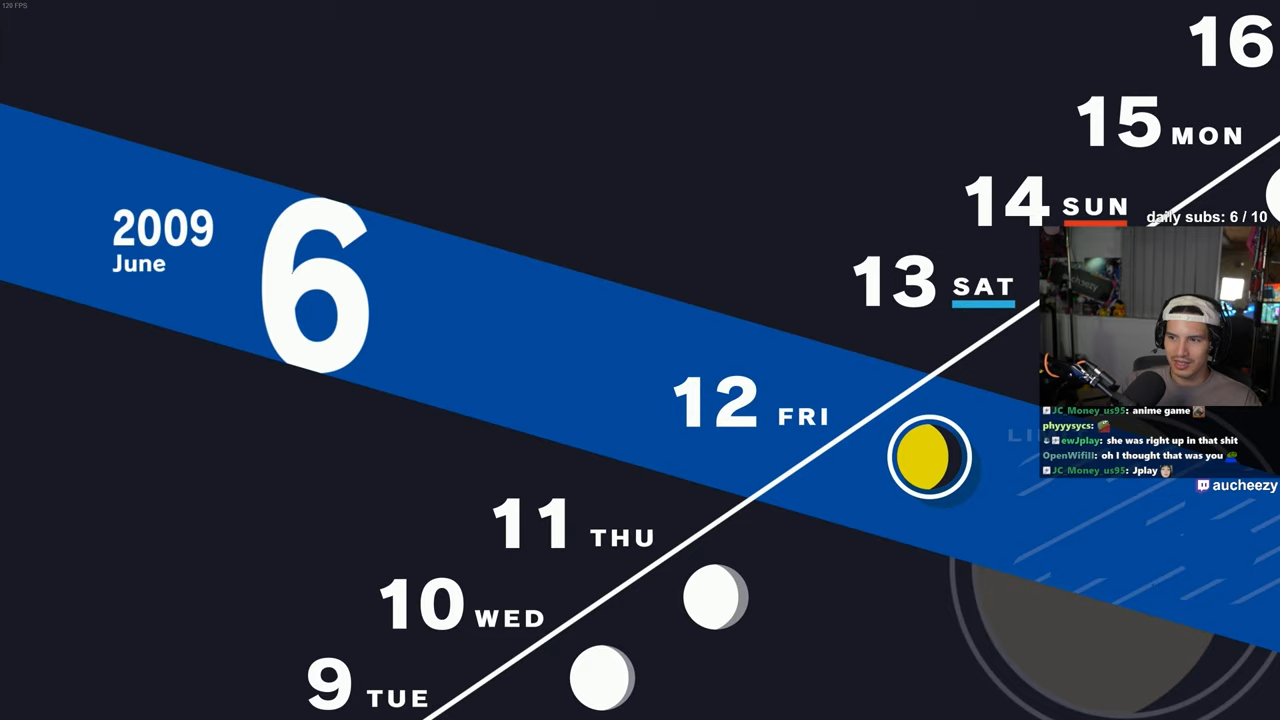 120 FPS
16
15 MON
14 SUN
daily subs: 6 / 10
13 SAT
2009
June
6
12 FRI
11 THU
10 WED
9 TUE
JC_Money_us95: anime game
phyyysycs:
ewJplay: she was right up in that shit
OpenWifiII: oh I thought that was you
JC_Money_us95: Jplay
aucheezy